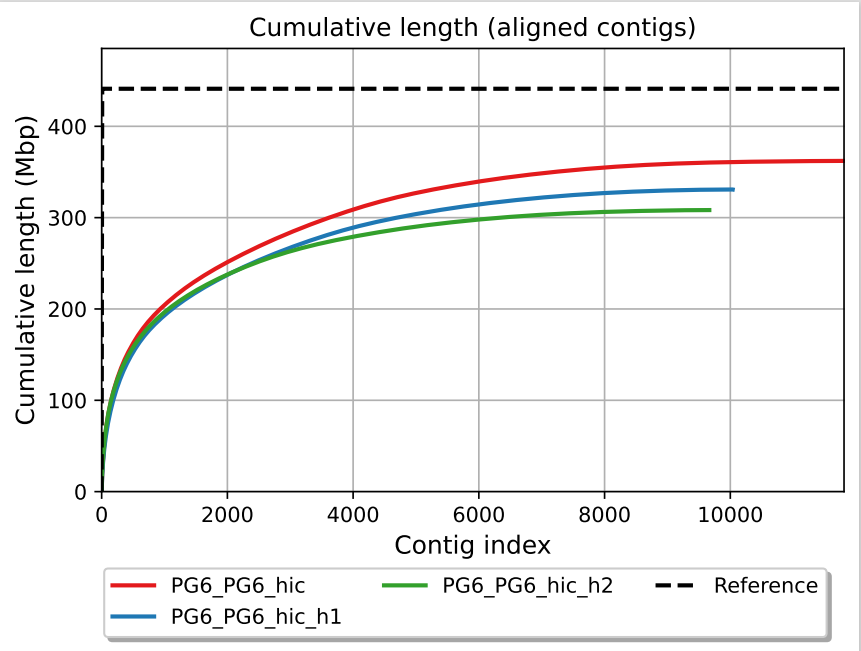 Cumulative length (aligned contigs)
Cumulative length (Mbp)
400
300
200
100
0
0 2000 4000 6000 8000 10000
Contig index
PG6_PG6_hic PG6_PG6_hic_h2 Reference
PG6_PG6_hic_h1